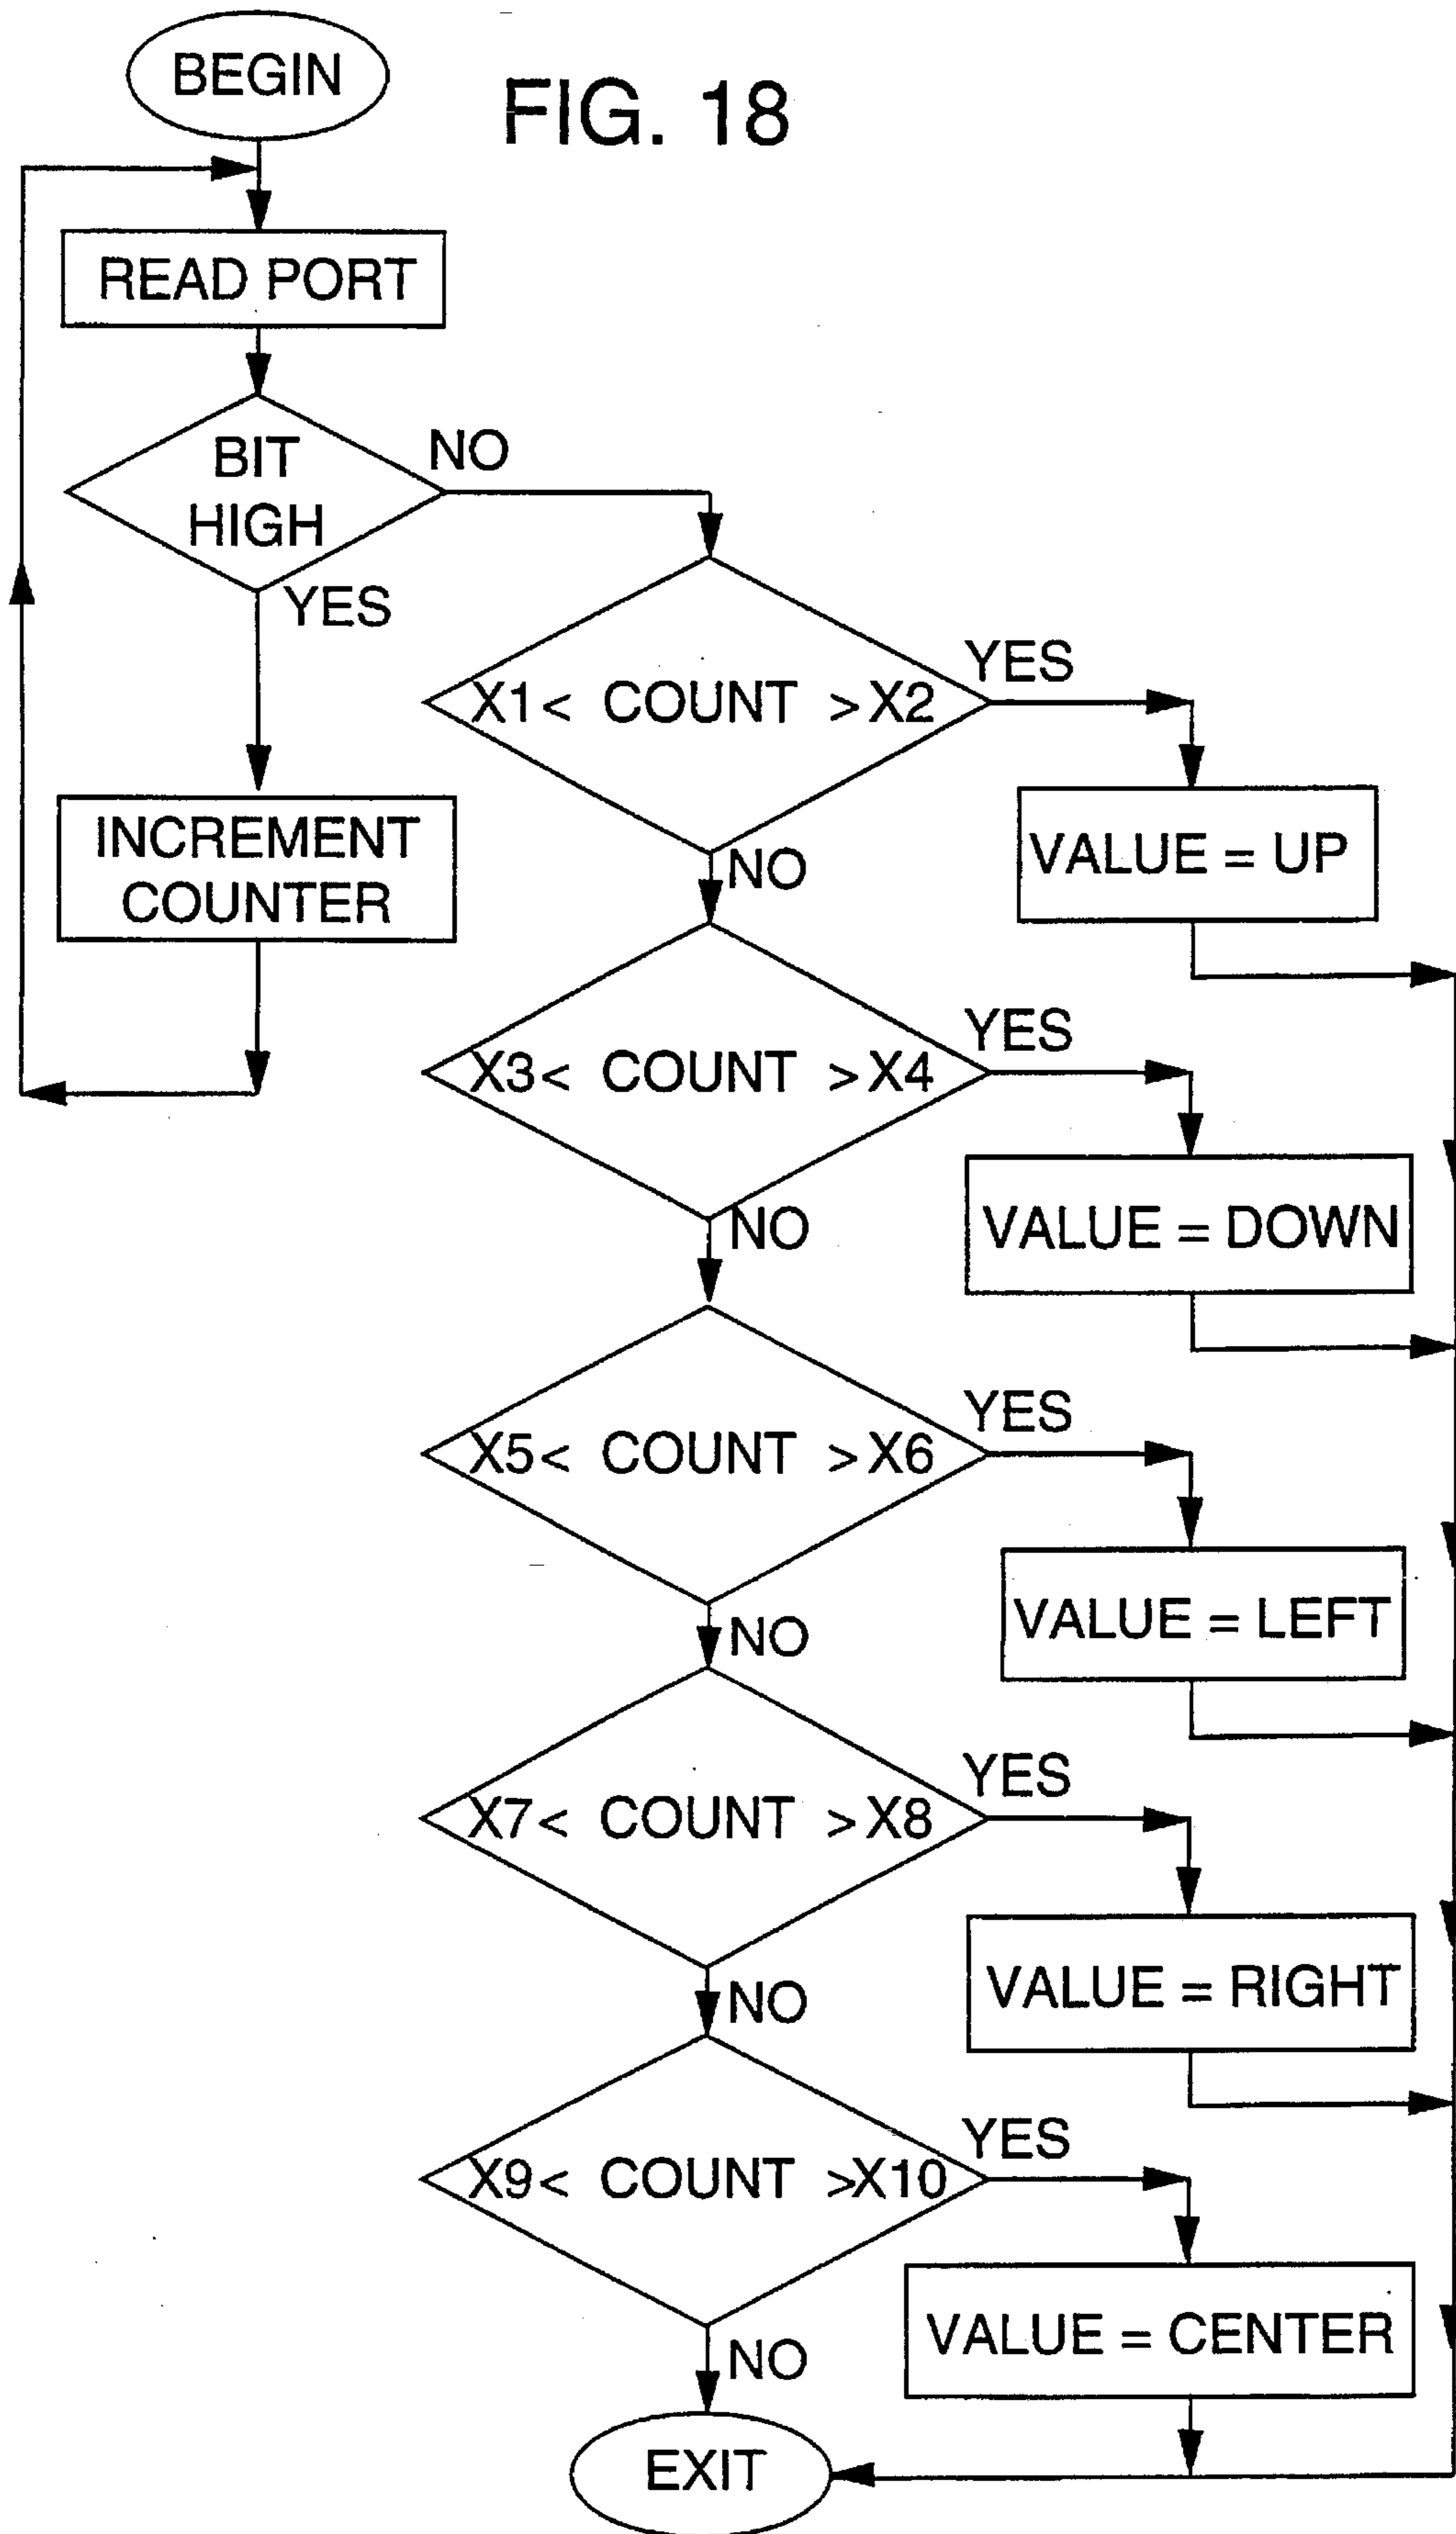 BEGIN
FIG. 18
READ PORT
BIT
HIGH
NO
YES
INCREMENT
COUNTER
X1< COUNT >X2
YES
VALUE = UP
NO
X3< COUNT >X4
YES
VALUE = DOWN
NO
X5< COUNT >X6
YES
VALUE = LEFT
NO
X7< COUNT >X8
YES
VALUE = RIGHT
NO
X9< COUNT >X10
YES
VALUE = CENTER
NO
EXIT